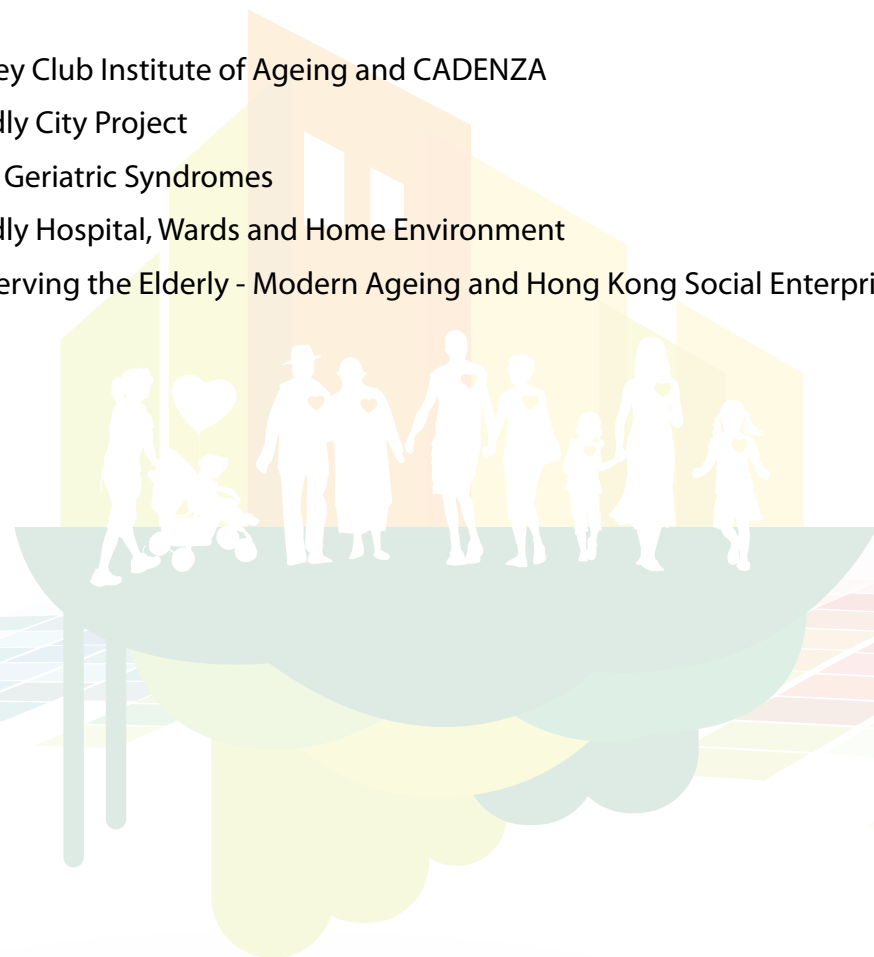 ey Club Institute of Ageing and CADENZA
dly City Project
Geriatric Syndromes
dly Hospital, Wards and Home Environment
erving the Elderly - Modern Ageing and Hong Kong Social Enterpri